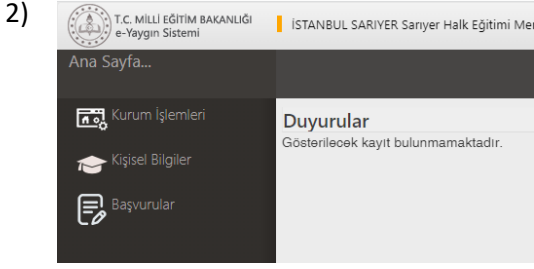 2)
T.C. MİLLİ EĞİTİM BAKANLIĞI
e-Yaygın Sistemi
İSTANBUL SARIYER Sarıyer Halk Eğitimi
Ana Sayfa...
Kurum İşlemleri
Duyurular
Gösterilecek kayıt bulunmamaktadır.
Kişisel Bilgiler
Başvurular